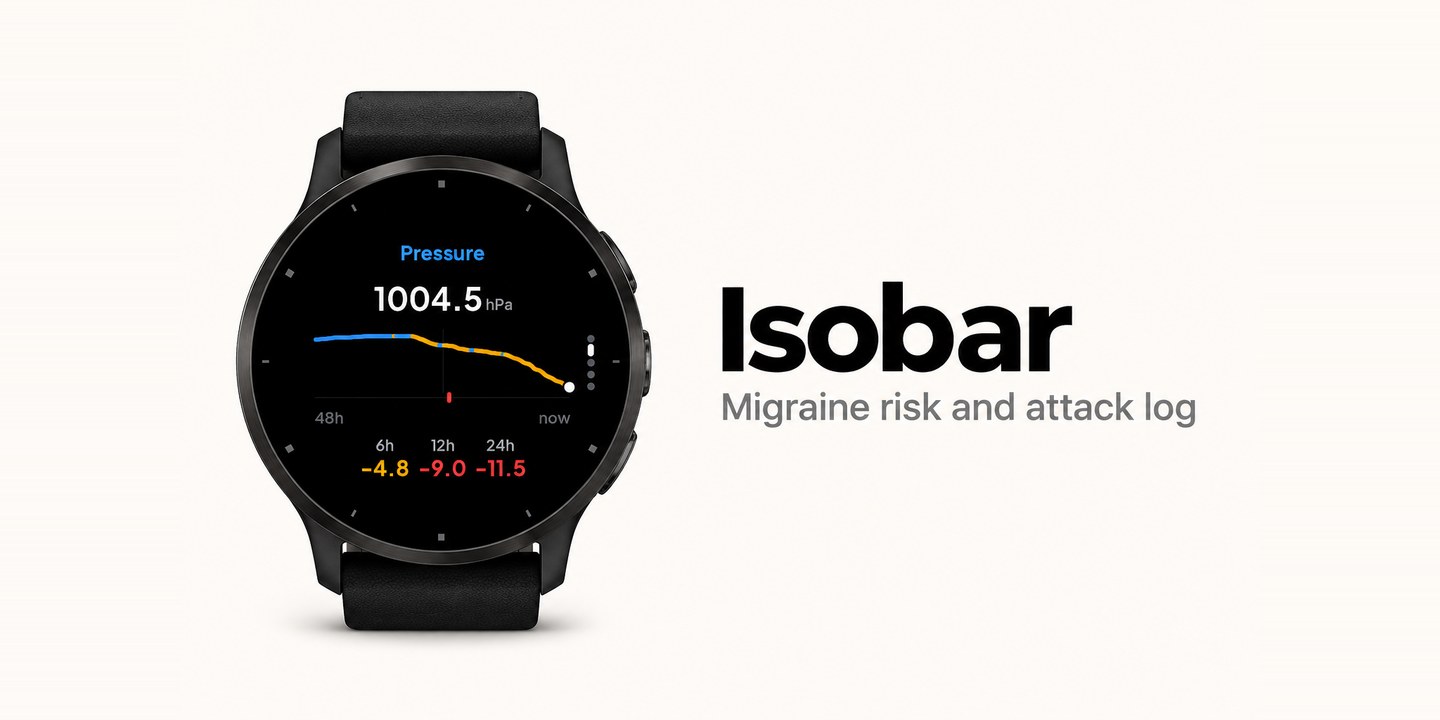 Pressure
1004.5 hPa
48h now
6h 12h 24h
-4.8 -9.0 -11.5
Isobar
Migraine risk and attack log